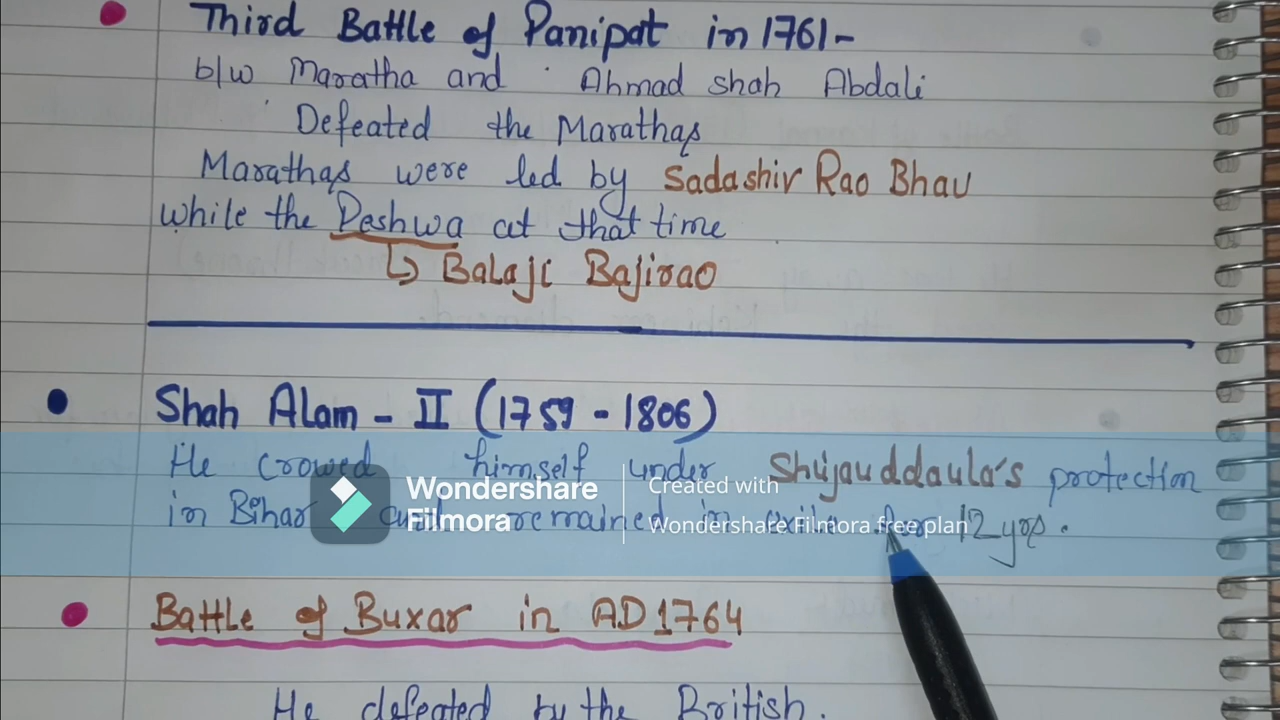 Third Battle of Panipat in 1761-
b/w Maratha and Ahmad shah Abdali
Defeated the Marathas
Marathas were led by Sadashiv Rao Bhau
while the Peshwa at that time
↳ Balaji Bajirao
Shah Alam - II (1759 - 1806)
He Crowed himself under Shujauddaula's protection
in Bihar and remained in exile for 12 yrs.
Wondershare
Filmora
Created with
Wondershare Filmora free plan
Battle of Buxar in AD 1764
He defeated by the British.